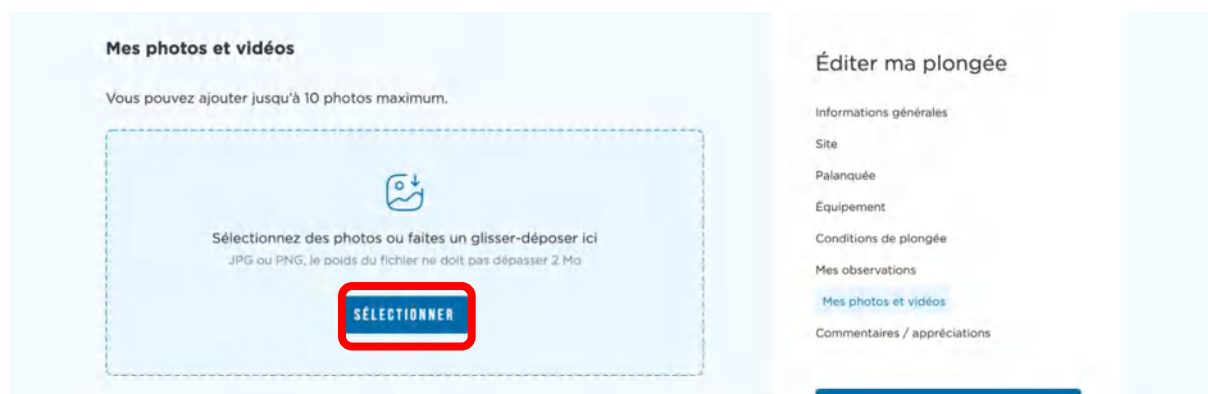 Mes photos et vidéos
Vous pouvez ajouter jusqu'à 10 photos maximum.
Sélectionnez des photos ou faites un glisser-déposer ici
JPG ou PNG, le poids du fichier ne doit pas dépasser 2 Mo
SÉLECTIONNER
Éditer ma plongée
Informations générales
Site
Palanquée
Équipement
Conditions de plongée
Mes observations
Mes photos et vidéos
Commentaires / appréciations